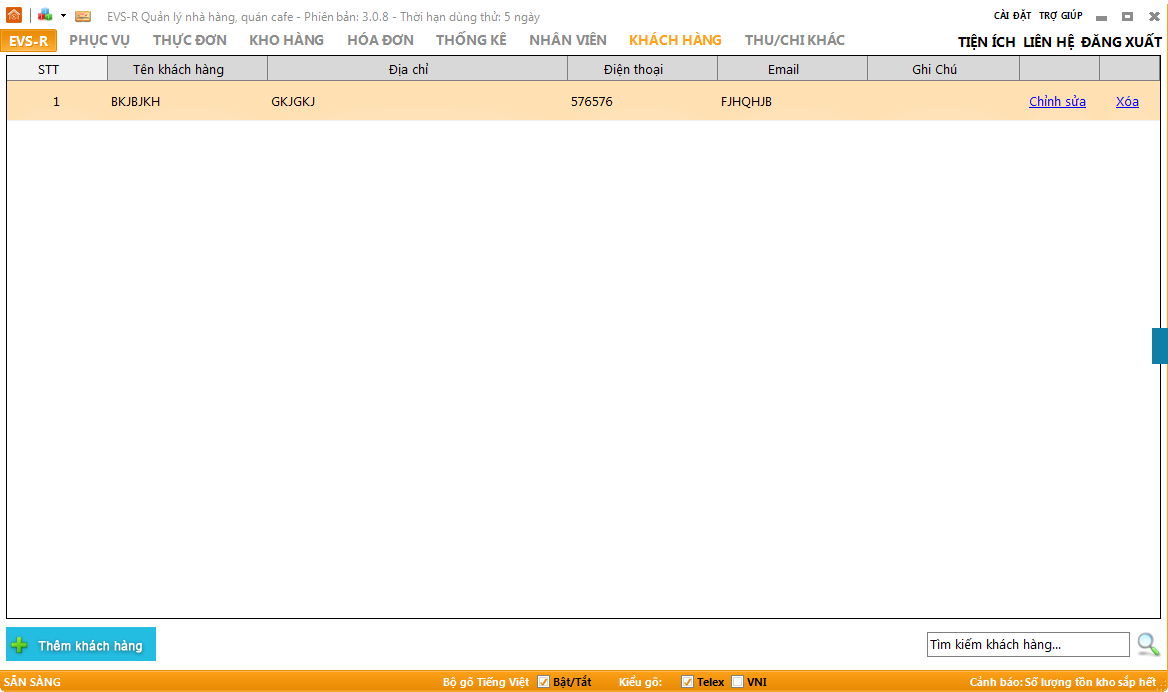 EVS-R Quản lý nhà hàng, quán cafe - Phiên bản: 3.0.8 - Thời hạn dùng thử: 5 ngày CÀI ĐẶT TRỢ GIÚP
EVS-R PHỤC VỤ THỰC ĐƠN KHO HÀNG HÓA ĐƠN THỐNG KÊ NHÂN VIÊN KHÁCH HÀNG THU/CHI KHÁC TIỆN ÍCH LIÊN HỆ ĐĂNG XUẤT
STT Tên khách hàng Địa chỉ Điện thoại Email Ghi Chú
1 BKJBJKH GKJGKJ 576576 FJHQHJB Chỉnh sửa Xóa
Thêm khách hàng Tìm kiếm khách hàng...
SẴN SÀNG Bộ gõ Tiếng Việt Bật/Tắt Kiểu gõ: Telex VNI Cảnh báo: Số lượng tồn kho sắp hết